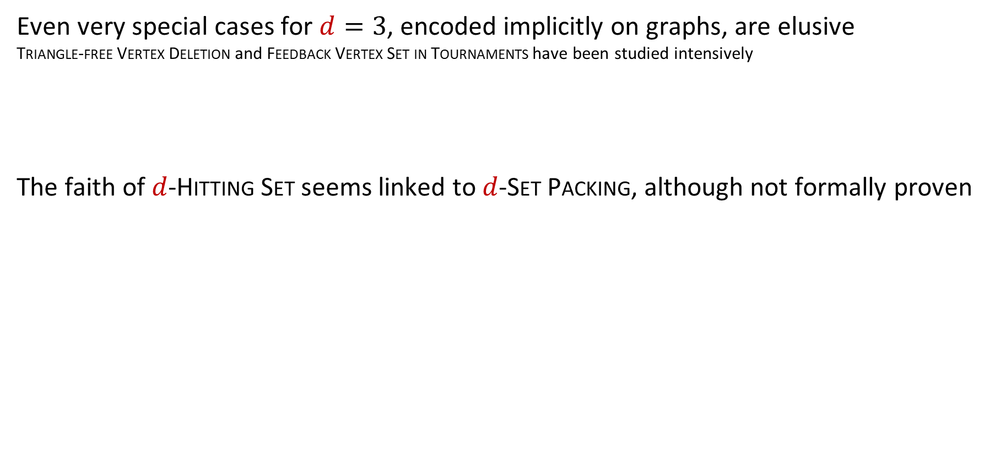 Even very special cases for d = 3, encoded implicitly on graphs, are elusive
TRIANGLE-FREE VERTEX DELETION and FEEDBACK VERTEX SET IN TOURNAMENTS have been studied intensively
The faith of d-HITTING SET seems linked to d-SET PACKING, although not formally proven